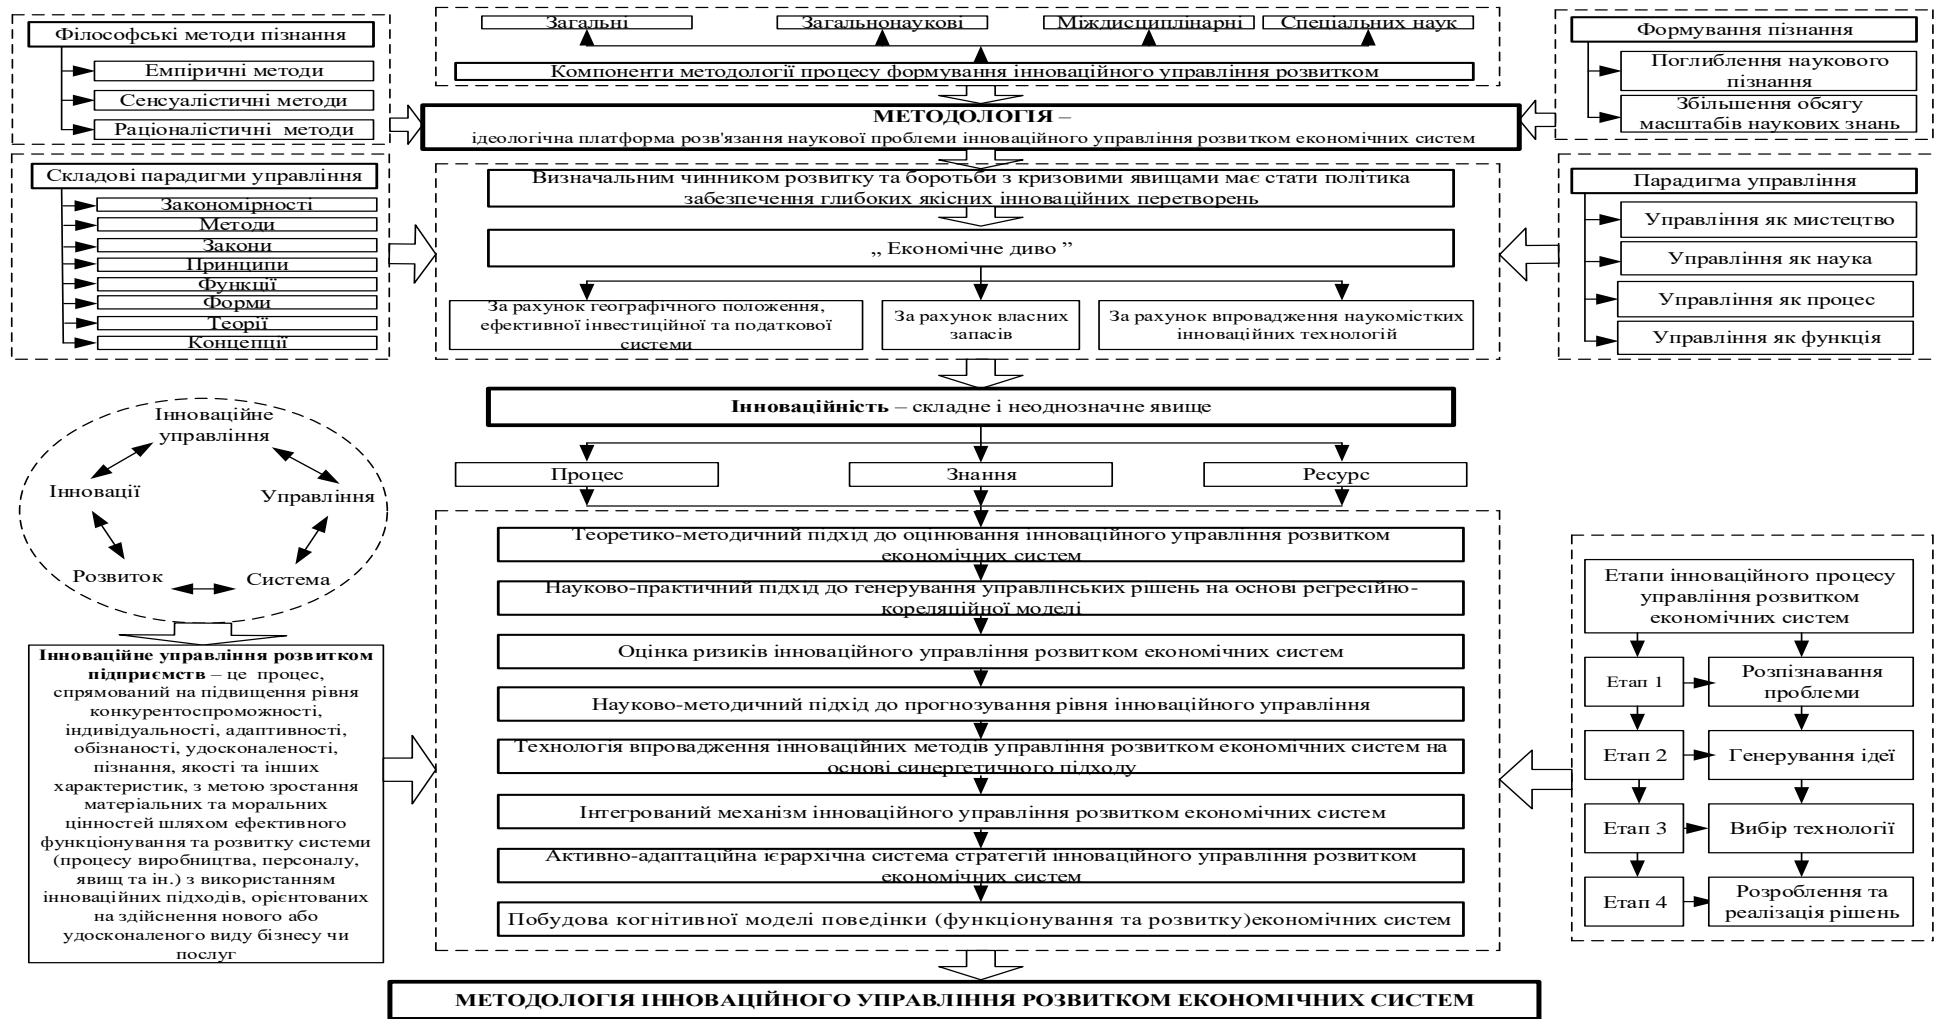 Загальні
Загальнонаукові
Міждисциплінарні
Спеціальних наук
Компоненти методології процесу формування інноваційного управління розвитком
Філософські методи пізнання
Емпіричні методи
Сенсуалістичні методи
Раціоналістичні методи
Формування пізнання
Поглиблення наукового
пізнання
Збільшення обсягу
масштабів наукових знань
МЕТОДОЛОГІЯ –
ідеологічна платформа розв'язання наукової проблеми інноваційного управління розвитком економічних систем
Складові парадигми управління
Закономірності
Методи
Закони
Принципи
Функції
Форми
Теорії
Концепції
Визначальним чинником розвитку та боротьби з кризовими явищами має стати політика
забезпечення глибоких якісних інноваційних перетворень
„ Економічне диво ”
За рахунок географічного положення,
ефективної інвестиційної та податкової
системи
За рахунок власних
запасів
За рахунок впровадження наукомістких
інноваційних технологій
Парадигма управління
Управління як мистецтво
Управління як наука
Управління як процес
Управління як функція
Інноваційність – складне і неоднозначне явище
Процес
Знання
Ресурс
Інноваційне
управління
Інновації
Управління
Розвиток
Система
Інноваційне управління розвитком
підприємств – це процес,
спрямований на підвищення рівня
конкурентоспроможності,
індивідуальності, адаптивності,
обізнаності, удосконаленості,
пізнання, якості та інших
характеристик, з метою зростання
матеріальних та моральних
цінностей шляхом ефективного
функціонування та розвитку системи
(процесу виробництва, персоналу,
явищ та ін.) з використанням
інноваційних підходів, орієнтованих
на здійснення нового або
удосконаленого виду бізнесу чи
послуг
Теоретико-методичний підхід до оцінювання інноваційного управління розвитком
економічних систем
Науково-практичний підхід до генерування управлінських рішень на основі регресійно-
кореляційної моделі
Оцінка ризиків інноваційного управління розвитком економічних систем
Науково-методичний підхід до прогнозування рівня інноваційного управління
Технологія впровадження інноваційних методів управління розвитком економічних систем на
основі синергетичного підходу
Інтегрований механізм інноваційного управління розвитком економічних систем
Активно-адаптаційна ієрархічна система стратегій інноваційного управління розвитком
економічних систем
Побудова когнітивної моделі поведінки (функціонування та розвитку)економічних систем
Етапи інноваційного процесу
управління розвитком
економічних систем
Етап 1
Розпізнавання
проблеми
Етап 2
Генерування ідеї
Етап 3
Вибір технології
Етап 4
Розроблення та
реалізація рішень
МЕТОДОЛОГІЯ ІННОВАЦІЙНОГО УПРАВЛІННЯ РОЗВИТКОМ ЕКОНОМІЧНИХ СИСТЕМ